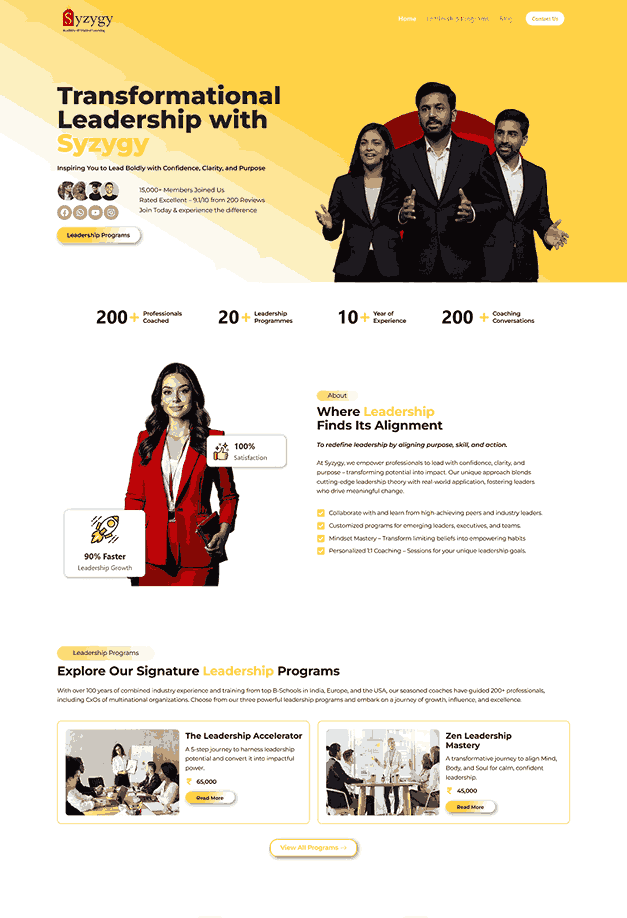 Syzygy
Home
Leadership Programs
Blog
Contact Us
Transformational
Leadership with
Syzygy
Inspiring You to Lead Boldly with Confidence, Clarity, and Purpose
15,000+ Members Joined Us
Rated Excellent – 9.1/10 from 200 Reviews
Join Today & experience the difference
Leadership Programs
200+ Professionals
Coached
20+ Leadership
Programmes
10+ Year of
Experience
200 + Coaching
Conversations
100%
Satisfaction
90% Faster
Leadership Growth
About
Where Leadership
Finds Its Alignment
To redefine leadership by aligning purpose, skill, and action.
At Syzygy, we empower professionals to lead with confidence, clarity, and
purpose – transforming potential into impact. Our unique approach blends
cutting-edge leadership theory with real-world application, fostering leaders
who drive meaningful change.
Collaborate with and learn from high-achieving peers and industry leaders.
Customized programs for emerging leaders, executives, and teams.
Mindset Mastery – Transform limiting beliefs into empowering habits
Personalized 1:1 Coaching – Sessions for your unique leadership goals.
Leadership Programs
Explore Our Signature Leadership Programs
With over 100 years of combined industry experience and training from top B-Schools in India, Europe, and the USA, our seasoned coaches have guided 200+ professionals,
including CxOs of multinational organizations. Choose from our three powerful leadership programs and embark on a journey of growth, influence, and excellence.
The Leadership Accelerator
A 5-step journey to harness leadership
potential and convert it into impactful
power.
₹ 65,000
Read More
Zen Leadership
Mastery
A transformative journey to align Mind,
Body, and Soul for calm, confident
leadership.
₹ 45,000
Read More
View All Programs →